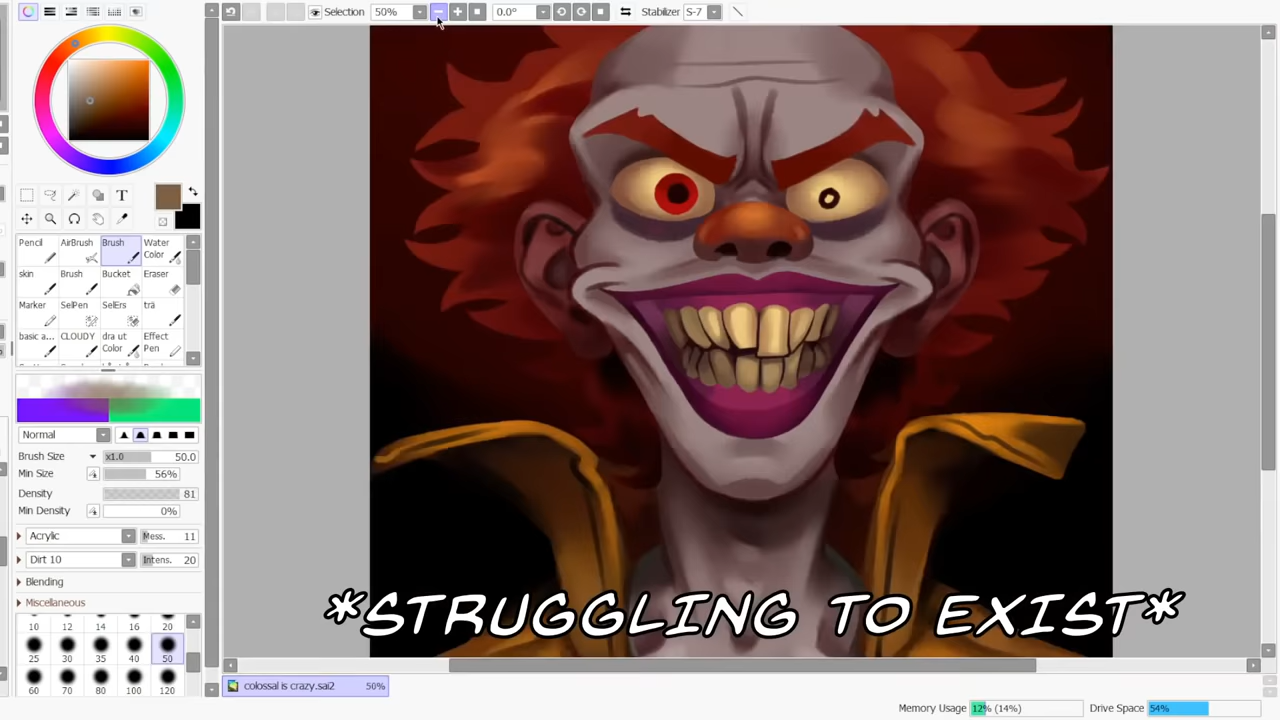 Selection 50% 0.0° Stabilizer S-7
T
Pencil AirBrush Brush Water Color
skin Brush Bucket Eraser
Marker SelPen SelErs trä
basic a... CLOUDY dra ut Color Effect Pen
Normal
Brush Size x1.0 50.0
Min Size 56%
Density 81
Min Density 0%
Acrylic Mess. 11
Dirt 10 Intens. 20
Blending
Miscellaneous
10 12 14 16 20
25 30 35 40 50
60 70 80 100 120
*STRUGGLING TO EXIST*
colossal is crazy.sai2 50%
Memory Usage 12% (14%) Drive Space 54%